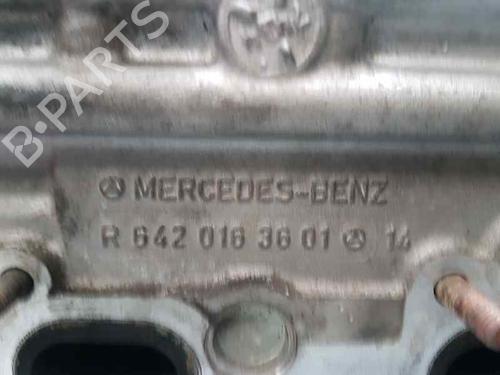 B-PARTS
MERCEDES-BENZ
R 642 016 36 01 14